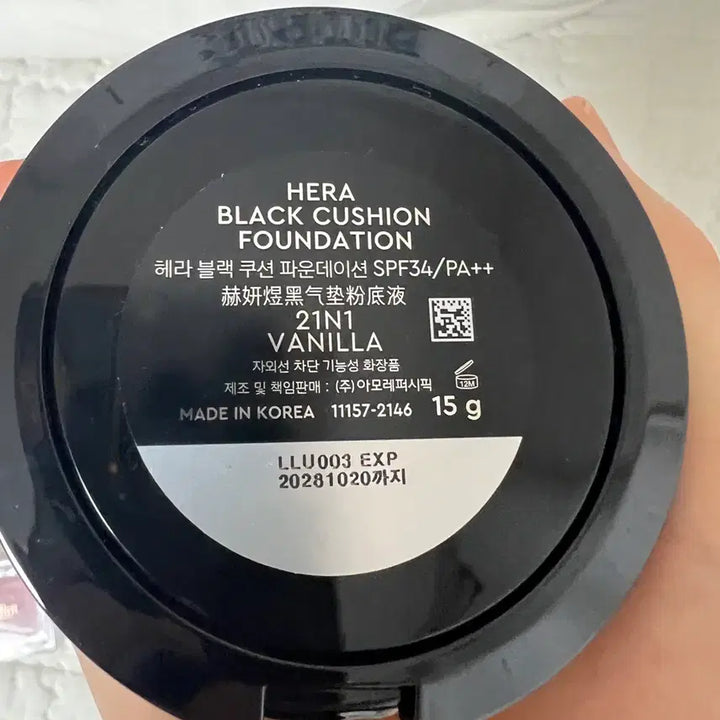 HERA
BLACK CUSHION
FOUNDATION
헤라 블랙 쿠션 파운데이션 SPF34/PA++
赫妍煜黑气垫粉底液
21N1
VANILLA
자외선 차단 기능성 화장품
제조 및 책임판매 : (주)아모레퍼시픽
12M
MADE IN KOREA 11157-2146 15 g
LLU003 EXP
20281020까지